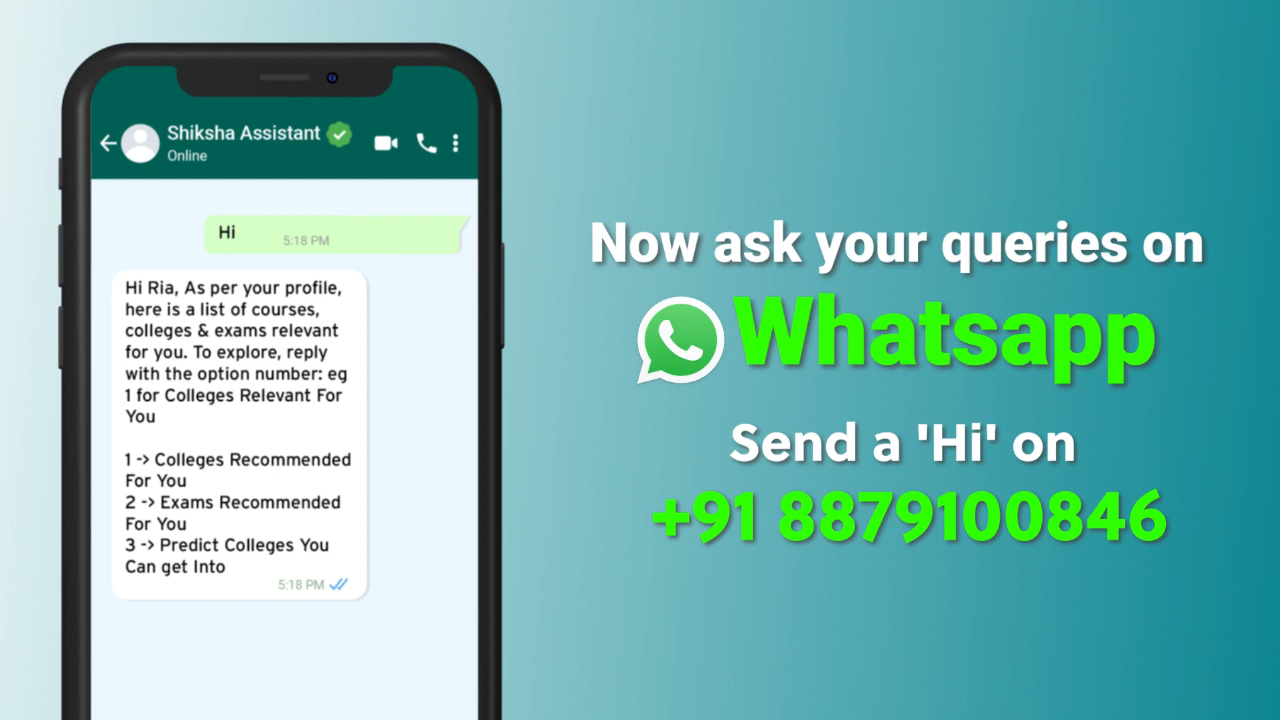 Shiksha Assistant
Online
Hi
5:18 PM
Hi Ria, As per your profile,
here is a list of courses,
colleges & exams relevant
for you. To explore, reply
with the option number: eg
1 for Colleges Relevant For
You
1 -> Colleges Recommended
For You
2 -> Exams Recommended
For You
3 -> Predict Colleges You
Can get Into
5:18 PM
Now ask your queries on
Whatsapp
Send a 'Hi' on
+91 8879100846